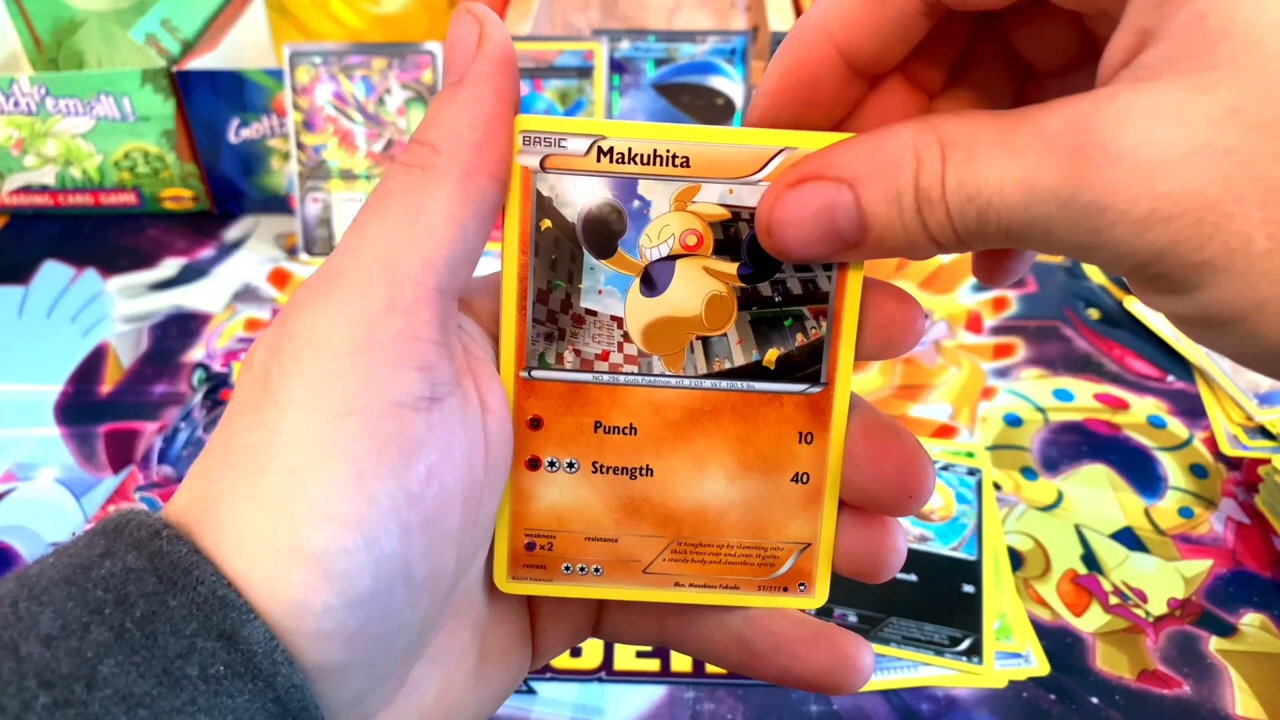 ch'em all!
TRADING CARD GAME
Gott
BASIC
Makuhita
NO. 296 Guts Pokémon HT. 3'03" WT. 190.5 lbs
Punch 10
Strength 40
weakness resistance
×2
retreat
It toughens up by slamming into
thick trees over and over. It gains
a sturdy body and dauntless spirit.
©2014 Pokémon
Illus. Masakazu Fukuda
51/111
30